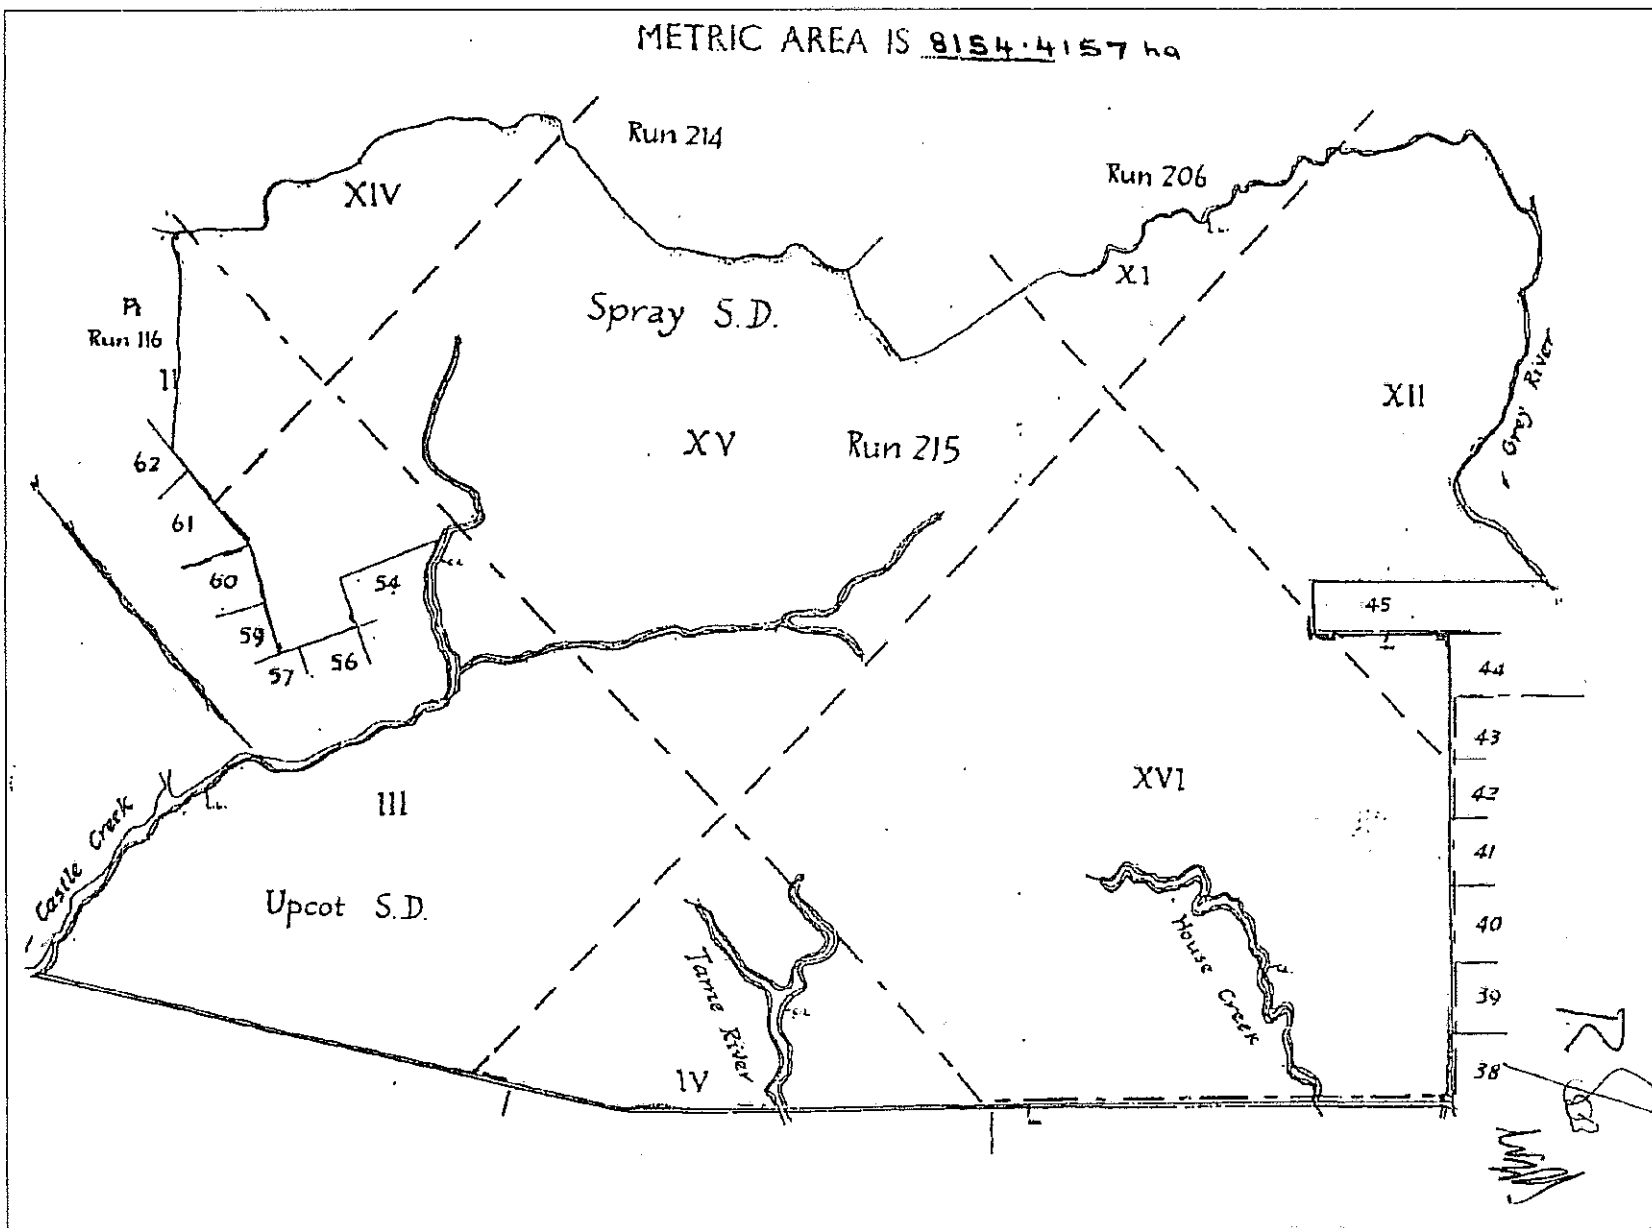 METRIC AREA IS 8154.4157 ha
Run 214
Run 206
XIV
XI
Pt
Run 116
II
Spray S.D.
XII
Grey River
XV
Run 215
62
61
60
54
59
57
56
45
44
43
42
41
40
39
38
III
XVI
Castle Creek
Upcot S.D.
House Creek
Tame River
IV